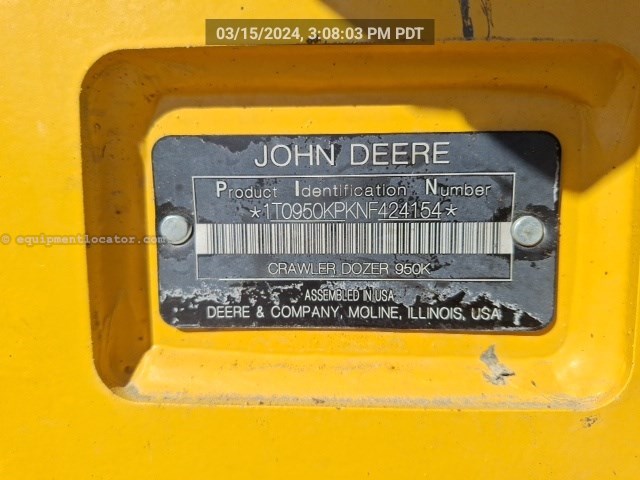 03/15/2024, 3:08:03 PM PDT
JOHN DEERE
Product Identification Number
*1T0950KPKNF424154*
CRAWLER DOZER 950K
ASSEMBLED IN USA
DEERE & COMPANY, MOLINE, ILLINOIS, USA
© equipmentlocator.com